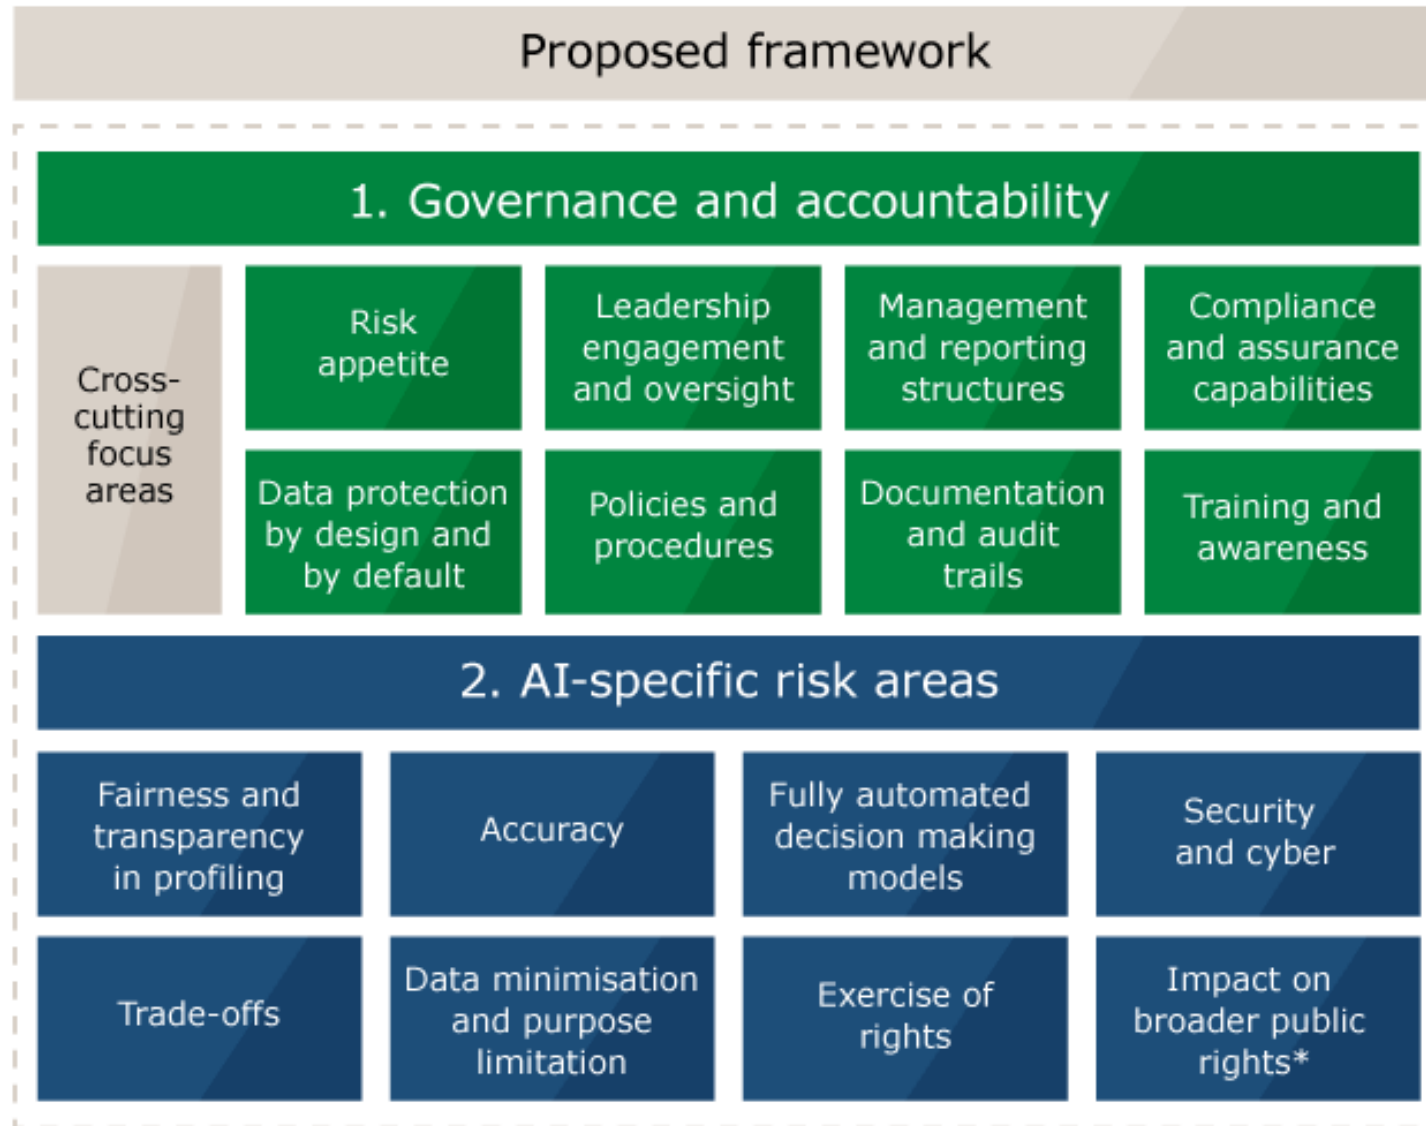 Proposed framework
1. Governance and accountability
Cross-
cutting
focus
areas
Risk
appetite
Leadership
engagement
and oversight
Management
and reporting
structures
Compliance
and assurance
capabilities
Data protection
by design and
by default
Policies and
procedures
Documentation
and audit
trails
Training and
awareness
2. AI-specific risk areas
Fairness and
transparency
in profiling
Accuracy
Fully automated
decision making
models
Security
and cyber
Trade-offs
Data minimisation
and purpose
limitation
Exercise of
rights
Impact on
broader public
rights*